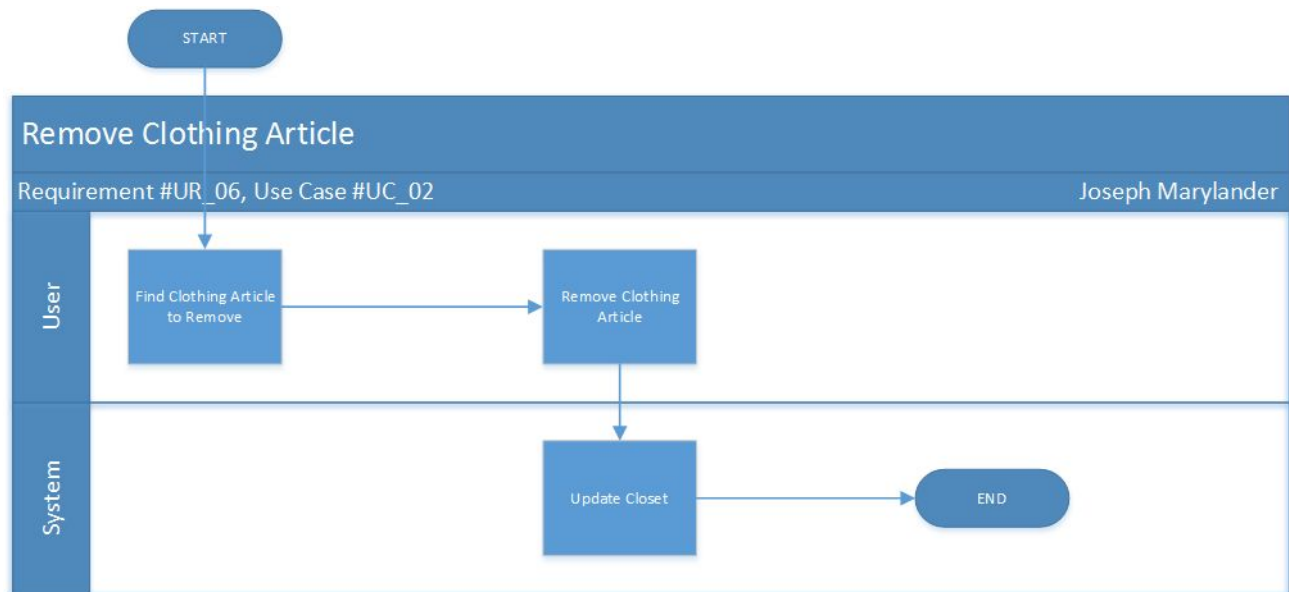 START
Remove Clothing Article
Requirement #UR_06, Use Case #UC_02
Joseph Marylander
User
Find Clothing Article
to Remove
Remove Clothing
Article
System
Update Closet
END